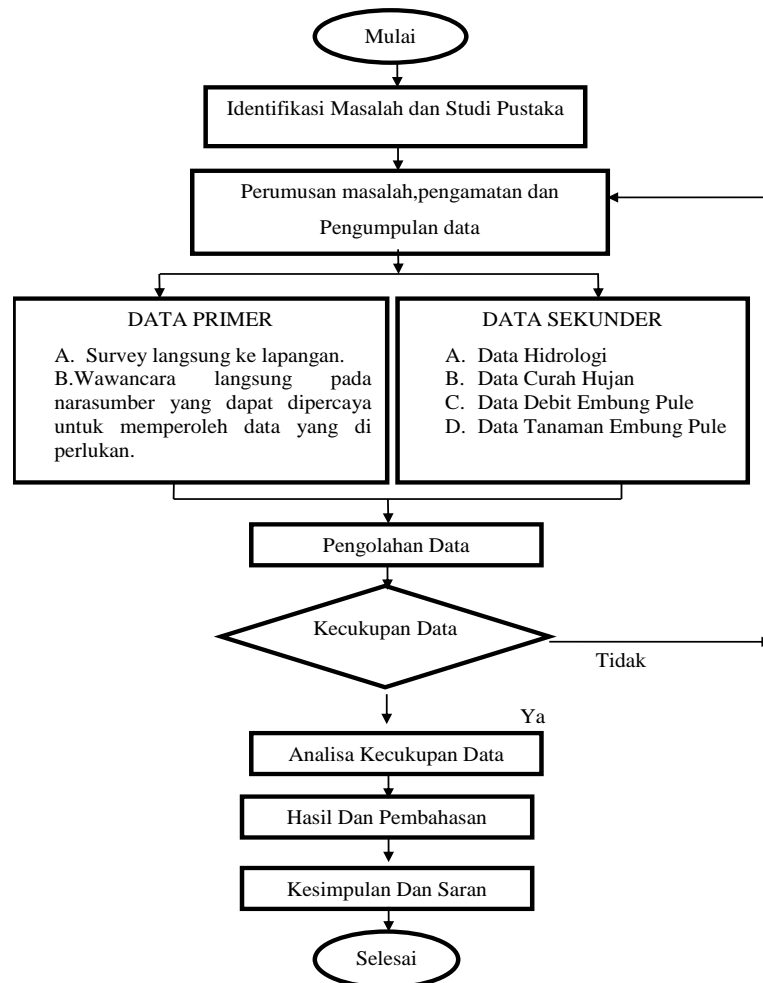 Mulai
Identifikasi Masalah dan Studi Pustaka
Perumusan masalah,pengamatan dan
Pengumpulan data
DATA PRIMER
A. Survey langsung ke lapangan.
B.Wawancara langsung pada
narasumber yang dapat dipercaya
untuk memperoleh data yang di
perlukan.
DATA SEKUNDER
A. Data Hidrologi
B. Data Curah Hujan
C. Data Debit Embung Pule
D. Data Tanaman Embung Pule
Pengolahan Data
Kecukupan Data
Tidak
Ya
Analisa Kecukupan Data
Hasil Dan Pembahasan
Kesimpulan Dan Saran
Selesai